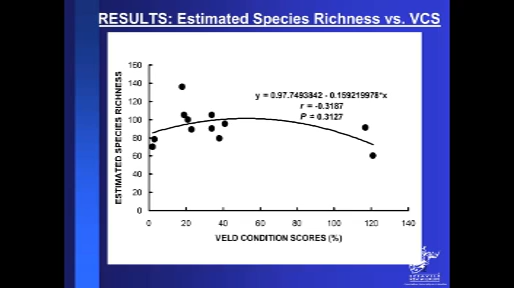 RESULTS: Estimated Species Richness vs. VCS
160
140
120
100
80
60
40
20
0
ESTIMATED SPECIES RICHNESS
y = 0.97.7493842 - 0.159219978*x
r = -0.3187
P = 0.3127
0 20 40 60 80 100 120 140
VELD CONDITION SCORES (%)